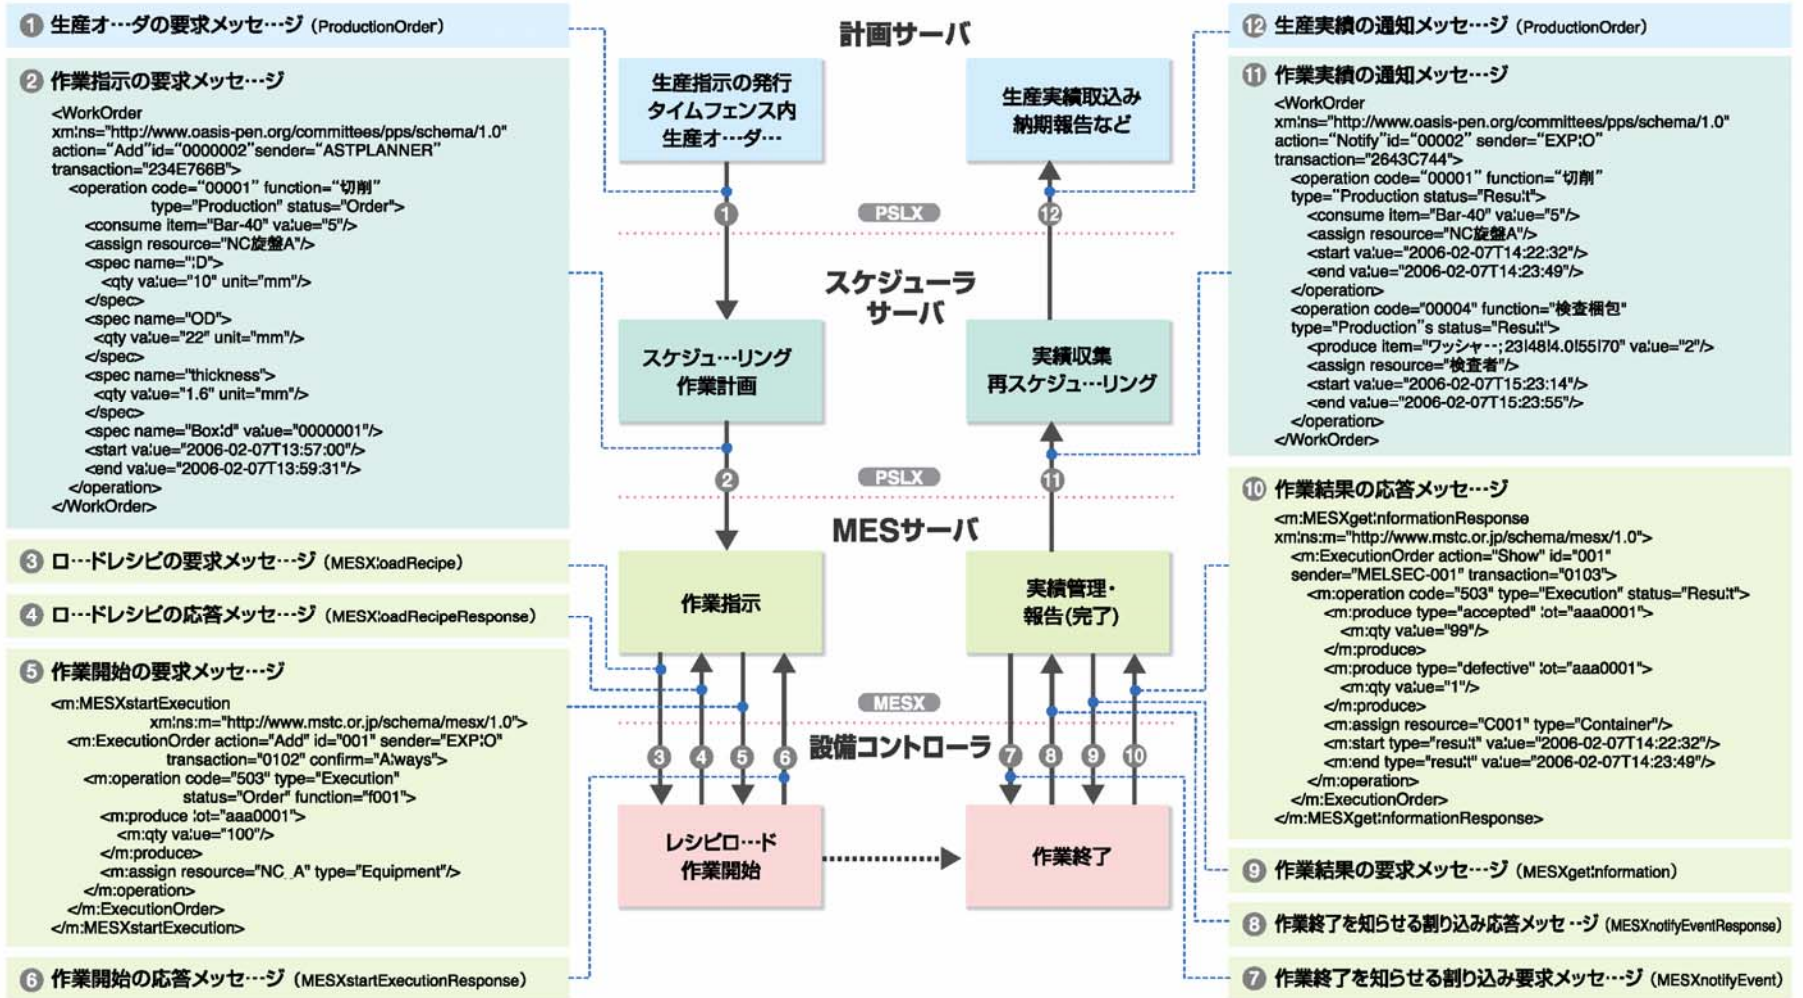 ① 生産オ…ダの要求メッセ…ジ（ProductionOrder）
② 作業指示の要求メッセ…ジ
<WorkOrder
xmlns="http://www.oasis-pen.org/committees/pps/schema/1.0"
action="Add"id="0000002"sender="ASTPLANNER"
transaction="234E766B">
<operation code="00001" function="切削"
type="Production" status="Order">
<consume item="Bar-40" value="5"/>
<assign resource="NC旋盤A"/>
<spec name="ID">
<qty value="10" unit="mm"/>
</spec>
<spec name="OD">
<qty value="22" unit="mm"/>
</spec>
<spec name="thickness">
<qty value="1.6" unit="mm"/>
</spec>
<spec name="BoxId" value="0000001"/>
<start value="2006-02-07T13:57:00"/>
<end value="2006-02-07T13:59:31"/>
</operation>
</WorkOrder>
③ ロ…ドレシピの要求メッセ…ジ（MESXloadRecipe）
④ ロ…ドレシピの応答メッセ…ジ（MESXloadRecipeResponse）
⑤ 作業開始の要求メッセ…ジ
<m:MESXstartExecution
xmlns:m="http://www.mstc.or.jp/schema/mesx/1.0">
<m:ExecutionOrder action="Add" id="001" sender="EXPIO"
transaction="0102" confirm="Always">
<m:operation code="503" type="Execution"
status="Order" function="f001">
<m:produce lot="aaa0001">
<m:qty value="100"/>
</m:produce>
<m:assign resource="NC_A" type="Equipment"/>
</m:operation>
</m:ExecutionOrder>
</m:MESXstartExecution>
⑥ 作業開始の応答メッセ…ジ（MESXstartExecutionResponse）
計画サーバ
生産指示の発行
タイムフェンス内
生産オ…ダ…
生産実績取込み
納期報告など
1
PSLX
12
スケジューラ
サーバ
スケジュ…リング
作業計画
実績収集
再スケジュ…リング
2
PSLX
11
MESサーバ
作業指示
実績管理・
報告(完了)
MESX
設備コントローラ
3
4
5
6
7
8
9
10
レシピロ…ド
作業開始
作業終了
⑫ 生産実績の通知メッセ…ジ（ProductionOrder）
⑪ 作業実績の通知メッセ…ジ
<WorkOrder
xmlns="http://www.oasis-pen.org/committees/pps/schema/1.0"
action="Notify"id="00002" sender="EXPIO"
transaction="2643C744">
<operation code="00001" function="切削"
type="Production status="Result">
<consume item="Bar-40" value="5"/>
<assign resource="NC旋盤A"/>
<start value="2006-02-07T14:22:32"/>
<end value="2006-02-07T14:23:49"/>
</operation>
<operation code="00004" function="検査梱包"
type="Production"s status="Result">
<produce item="ワッシャ--;23!48!4.0!55!70" value="2"/>
<assign resource="検査者"/>
<start value="2006-02-07T15:23:14"/>
<end value="2006-02-07T15:23:55"/>
</operation>
</WorkOrder>
⑩ 作業結果の応答メッセ…ジ
<m:MESXgetInformationResponse
xmlns:m="http://www.mstc.or.jp/schema/mesx/1.0">
<m:ExecutionOrder action="Show" id="001"
sender="MELSEC-001" transaction="0103">
<m:operation code="503" type="Execution" status="Result">
<m:produce type="accepted" lot="aaa0001">
<m:qty value="99"/>
</m:produce>
<m:produce type="defective" lot="aaa0001">
<m:qty value="1"/>
</m:produce>
<m:assign resource="C001" type="Container"/>
<m:start type="result" value="2006-02-07T14:22:32"/>
<m:end type="result" value="2006-02-07T14:23:49"/>
</m:operation>
</m:ExecutionOrder>
</m:MESXgetInformationResponse>
⑨ 作業結果の要求メッセ…ジ（MESXgetInformation）
⑧ 作業終了を知らせる割り込み応答メッセ --ジ（MESXnotifyEventResponse）
⑦ 作業終了を知らせる割り込み要求メッセ…ジ（MESXnotifyEvent）